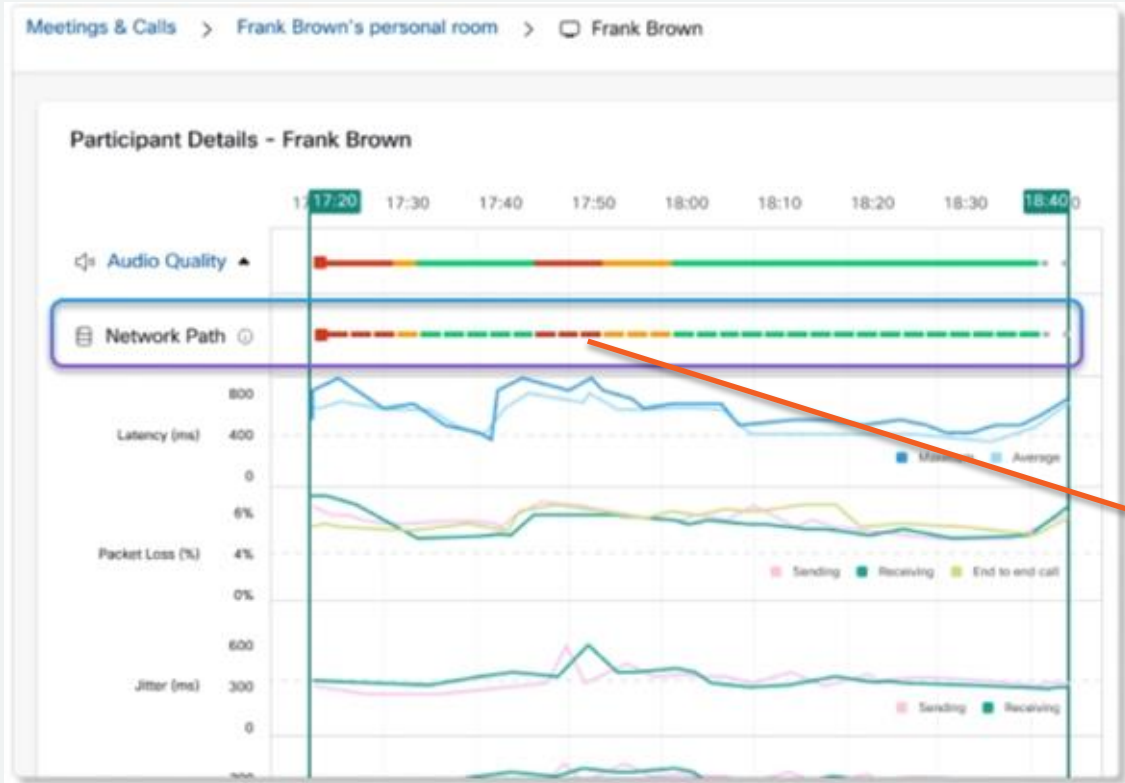 Meetings & Calls > Frank Brown's personal room > Frank Brown
Participant Details - Frank Brown
17:20 17:30 17:40 17:50 18:00 18:10 18:20 18:30 18:40
Audio Quality
Network Path
800
Latency (ms) 400
Maximum Average
0
6%
Packet Loss (%) 4%
Sending Receiving End to end call
0%
600
Jitter (ms) 300
Sending Receiving
0